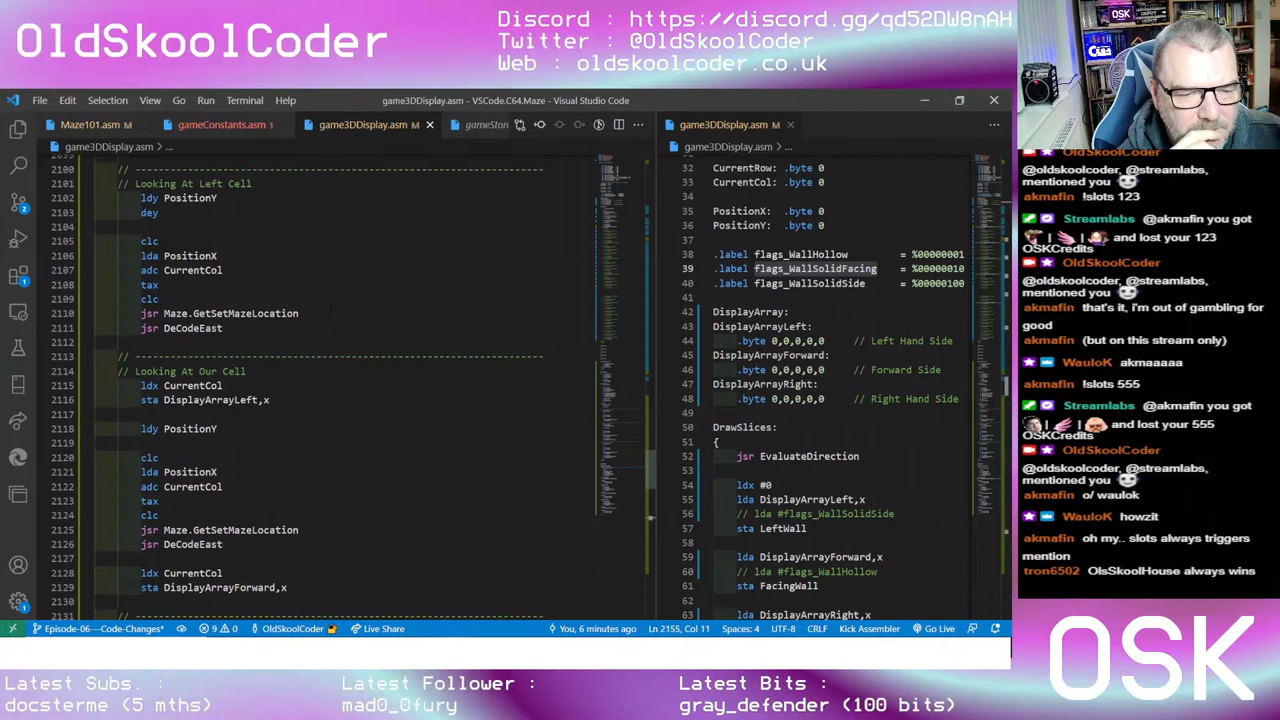 OldSkoolCoder
Discord : https://discord.gg/qd52DW8nAH
Twitter : @OldSkoolCoder
Web : oldskoolcoder.co.uk
File Edit Selection View Go Run Terminal Help
game3DDisplay.asm - VSCode.C64.Maze - Visual Studio Code
Maze101.asm M
gameConstants.asm 1
game3DDisplay.asm M
gameStor
game3DDisplay.asm M
game3DDisplay.asm > ...
game3DDisplay.asm > ...
2100 // ----------------------------------------------------------------------
2101 // Looking At Left Cell
2102 ldy PositionY
2103 dey
2104
2105 clc
2106 lda PositionX
2107 adc CurrentCol
2108 tax
2109 clc
2110 jsr Maze.GetSetMazeLocation
2111 jsr DeCodeEast
2112
2113 // ----------------------------------------------------------------------
2114 // Looking At Our Cell
2115 ldx CurrentCol
2116 sta DisplayArrayLeft,x
2117
2118 ldy PositionY
2119
2120 clc
2121 lda PositionX
2122 adc CurrentCol
2123 tax
2124 clc
2125 jsr Maze.GetSetMazeLocation
2126 jsr DeCodeEast
2127
2128 ldx CurrentCol
2129 sta DisplayArrayForward,x
2130
2131 // ----------------------------------------------------------------------
32 CurrentRow: .byte 0
33 CurrentCol: .byte 0
34
35 PositionX: .byte 0
36 PositionY: .byte 0
37
38 .label flags_WallHollow = %00000001
39 .label flags_WallSolidFacing = %00000010
40 .label flags_WallSolidSide = %00000100
41
42 DisplayArray:
43 DisplayArrayLeft:
44 .byte 0,0,0,0,0 // Left Hand Side
45 DisplayArrayForward:
46 .byte 0,0,0,0,0 // Forward Side
47 DisplayArrayRight:
48 .byte 0,0,0,0,0 // Right Hand Side
49
50 DrawSlices:
51
52 jsr EvaluateDirection
53
54 ldx #0
55 lda DisplayArrayLeft,x
56 // lda #flags_WallSolidSide
57 sta LeftWall
58
59 lda DisplayArrayForward,x
60 // lda #flags_WallHollow
61 sta FacingWall
62
63 lda DisplayArrayRight,x
Episode-06---Code-Changes* 9 0 OldSkoolCoder Live Share
You, 6 minutes ago Ln 2155, Col 11 Spaces: 4 UTF-8 CRLF Kick Assembler Go Live
OldSkoolCoder
@oldskoolcoder, @streamlabs, mentioned you
akmafin !slots 123
Streamlabs @akmafin you got
| | and lost your 123
OSKCredits
OldSkoolCoder
@oldskoolcoder, @streamlabs, mentioned you
akmafin that's it, i'm out of gambling for
good
akmafin (but on this stream only)
WauloK akmaaaaa
akmafin !slots 555
Streamlabs @akmafin you got
| | and lost your 555
OSKCredits
OldSkoolCoder
@oldskoolcoder, @streamlabs,
mentioned you
akmafin o/ waulok
WauloK howzit
akmafin oh my.. slots always triggers
mention
tron6502 OlsSkoolHouse always wins
OSK
Latest Subs. :
docsterme (5 mths)
Latest Follower :
mad0_0fury
Latest Bits :
gray_defender (100 bits)